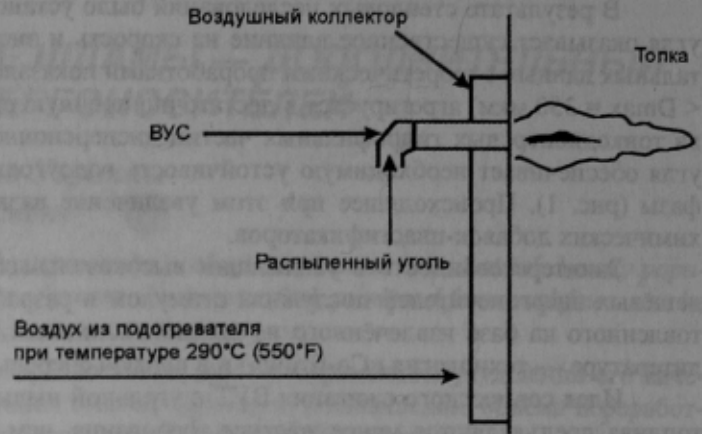 Воздушный коллектор
Топка
ВУС
Распыленный уголь
Воздух из подогревателя
при температуре 290°С (550°F)